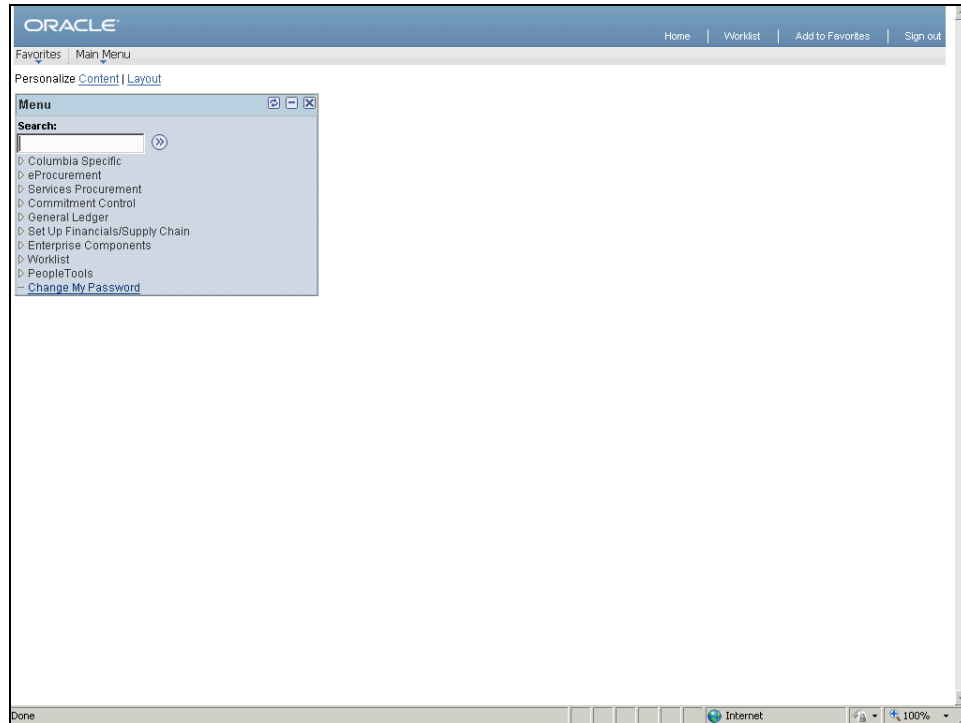 ORACLE
Home | Worklist | Add to Favorites | Sign out
Favorites Main Menu
Personalize Content | Layout
Menu
Search:
Columbia Specific
eProcurement
Services Procurement
Commitment Control
General Ledger
Set Up Financials/Supply Chain
Enterprise Components
Worklist
PeopleTools
Change My Password
Done Internet 100%